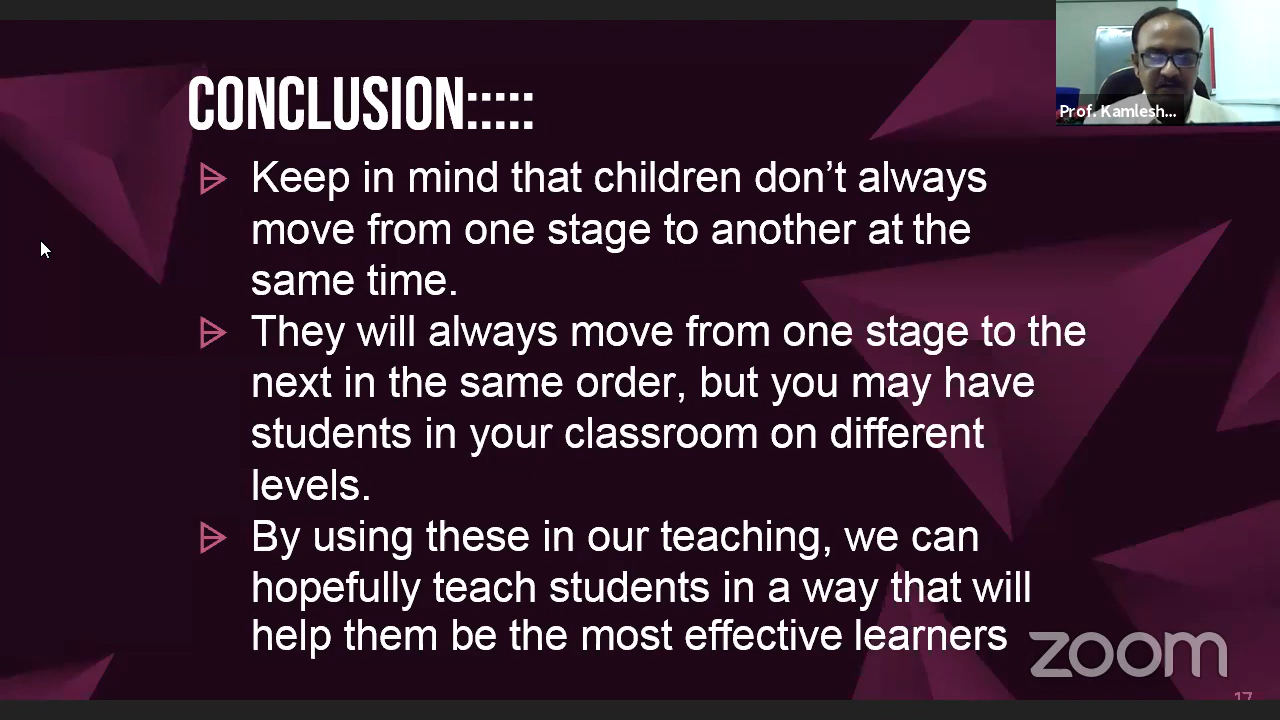 CONCLUSION:::::
Prof. Kamlesh...
Keep in mind that children don’t always
move from one stage to another at the
same time.
They will always move from one stage to the
next in the same order, but you may have
students in your classroom on different
levels.
By using these in our teaching, we can
hopefully teach students in a way that will
help them be the most effective learners
zoom
17